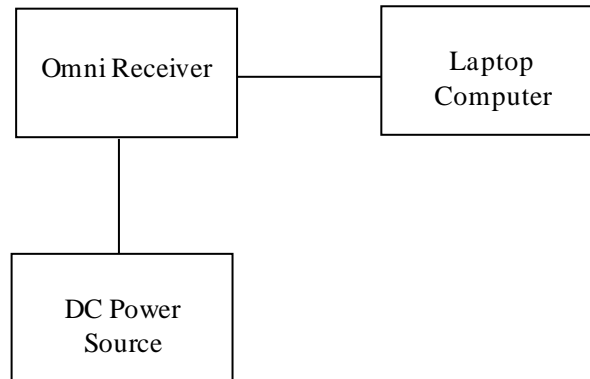 Omni Receiver
Laptop
Computer
DC Power
Source